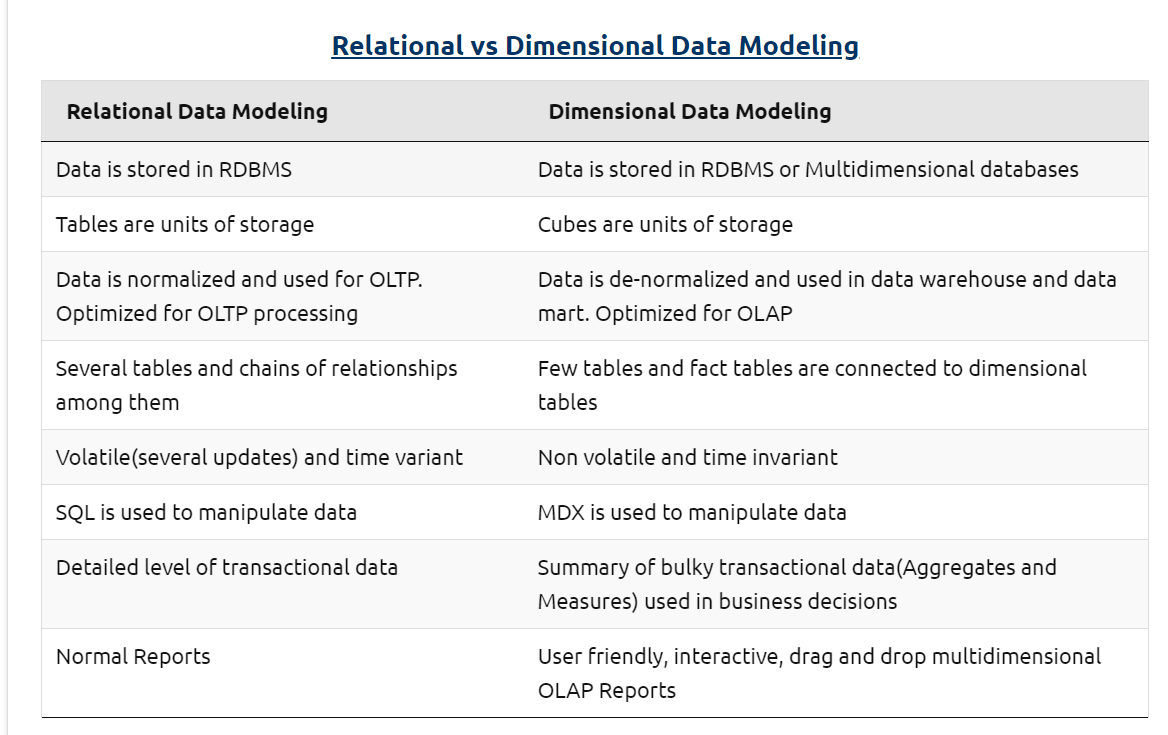 Relational vs Dimensional Data Modeling
Relational Data Modeling
Dimensional Data Modeling
Data is stored in RDBMS
Data is stored in RDBMS or Multidimensional databases
Tables are units of storage
Cubes are units of storage
Data is normalized and used for OLTP.
Optimized for OLTP processing
Data is de-normalized and used in data warehouse and data
mart. Optimized for OLAP
Several tables and chains of relationships
among them
Few tables and fact tables are connected to dimensional
tables
Volatile(several updates) and time variant
Non volatile and time invariant
SQL is used to manipulate data
MDX is used to manipulate data
Detailed level of transactional data
Summary of bulky transactional data(Aggregates and
Measures) used in business decisions
Normal Reports
User friendly, interactive, drag and drop multidimensional
OLAP Reports